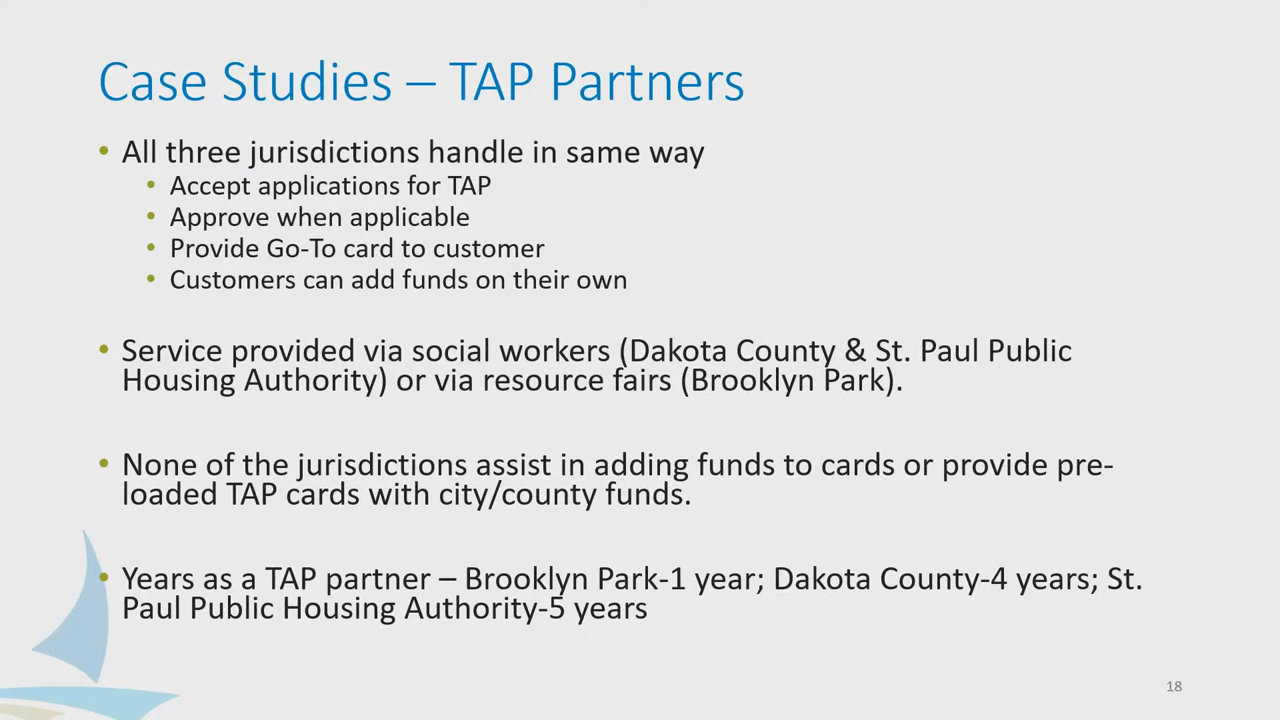 Case Studies – TAP Partners
• All three jurisdictions handle in same way
• Accept applications for TAP
• Approve when applicable
• Provide Go-To card to customer
• Customers can add funds on their own
• Service provided via social workers (Dakota County & St. Paul Public
Housing Authority) or via resource fairs (Brooklyn Park).
• None of the jurisdictions assist in adding funds to cards or provide pre-
loaded TAP cards with city/county funds.
• Years as a TAP partner – Brooklyn Park-1 year; Dakota County-4 years; St.
Paul Public Housing Authority-5 years
18